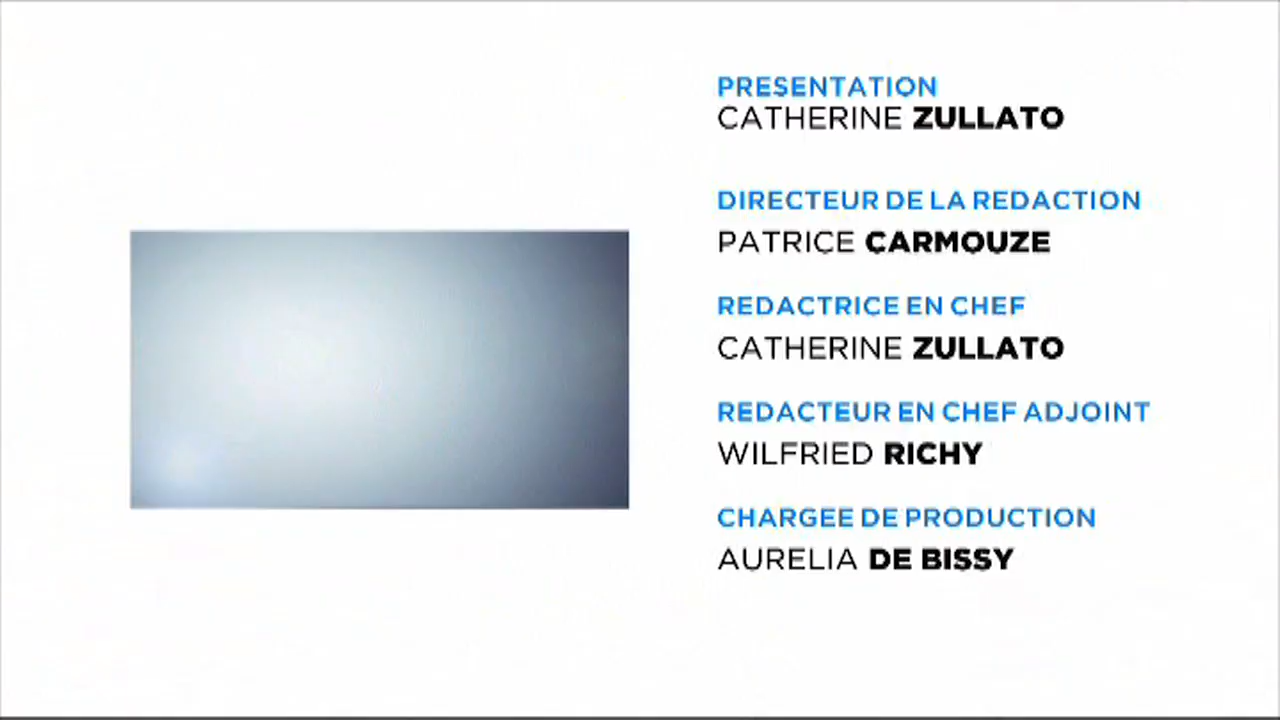 PRESENTATION
CATHERINE ZULLATO
DIRECTEUR DE LA REDACTION
PATRICE CARMOUZE
REDACTRICE EN CHEF
CATHERINE ZULLATO
REDACTEUR EN CHEF ADJOINT
WILFRIED RICHY
CHARGEE DE PRODUCTION
AURELIA DE BISSY